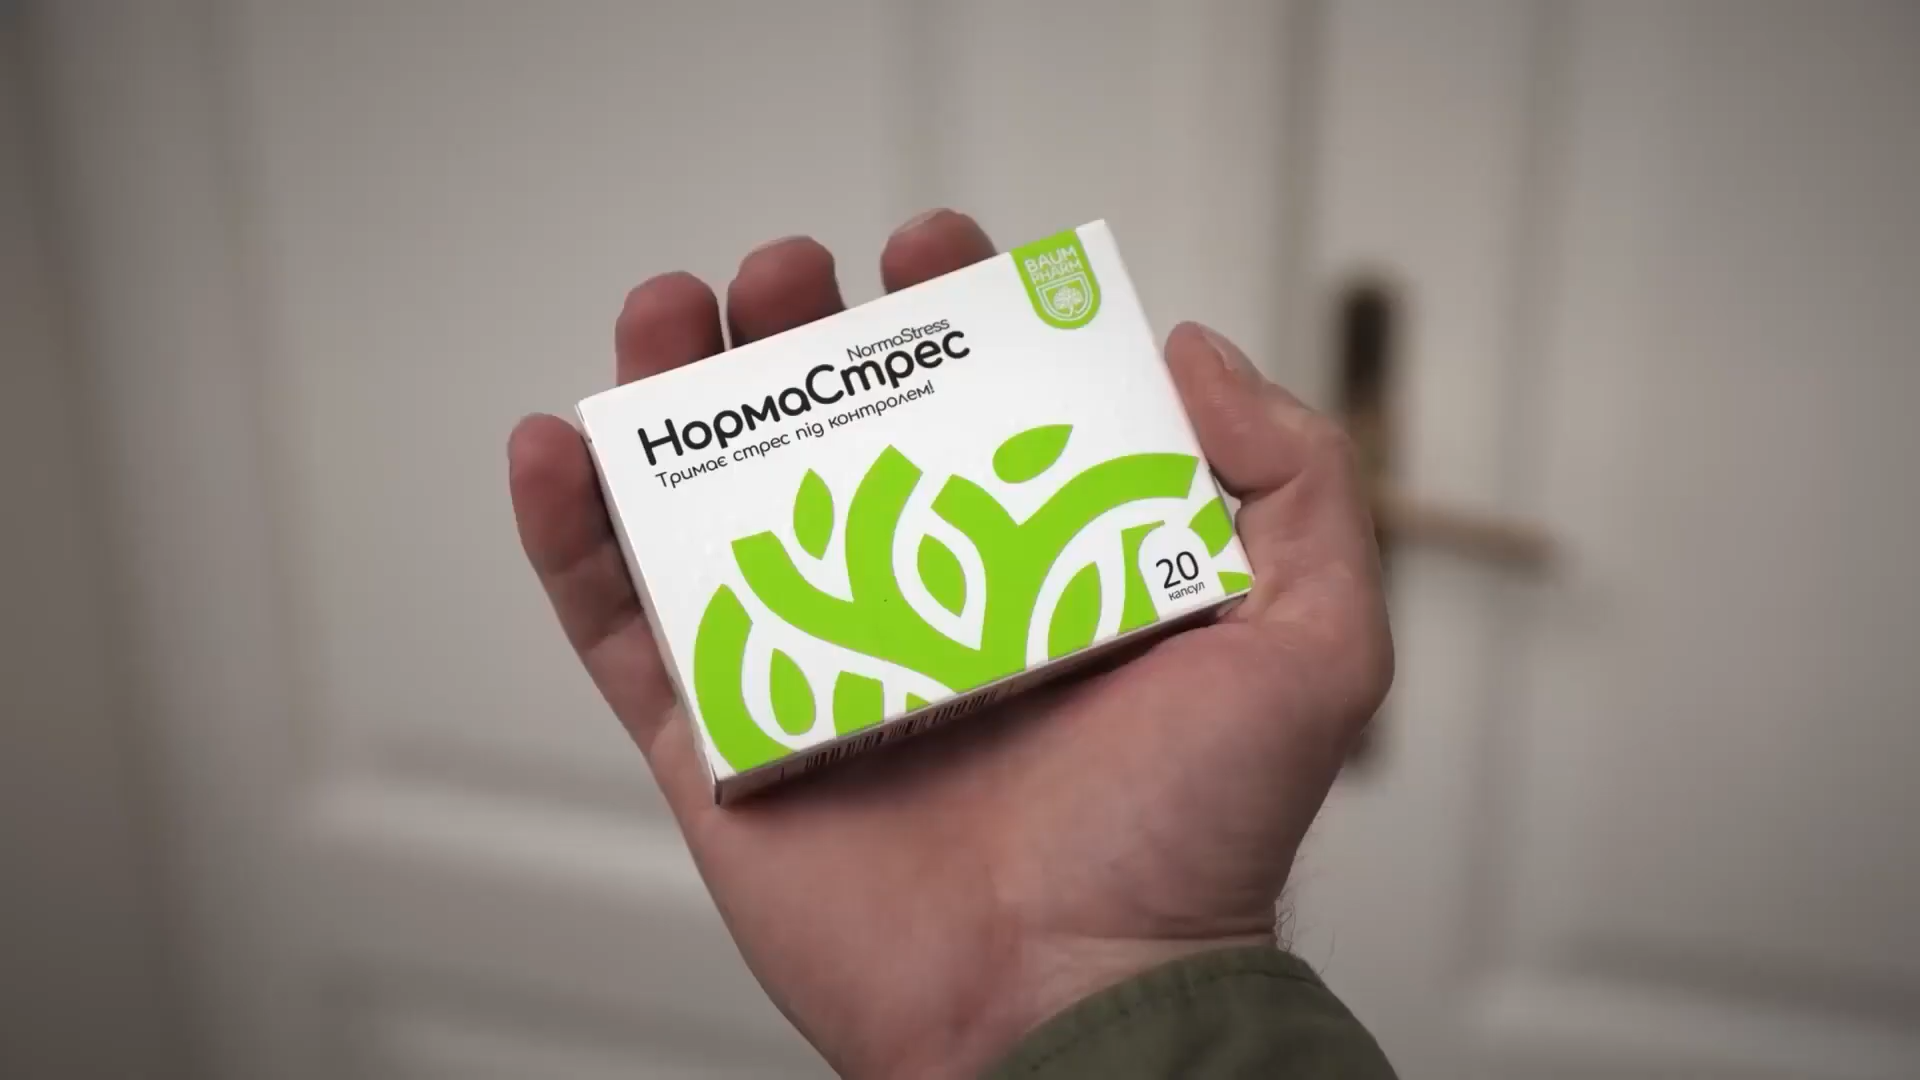 BAUM
PHARM
NormaStress
НормаСтрес
Тримає стрес під контролем!
20
капсул